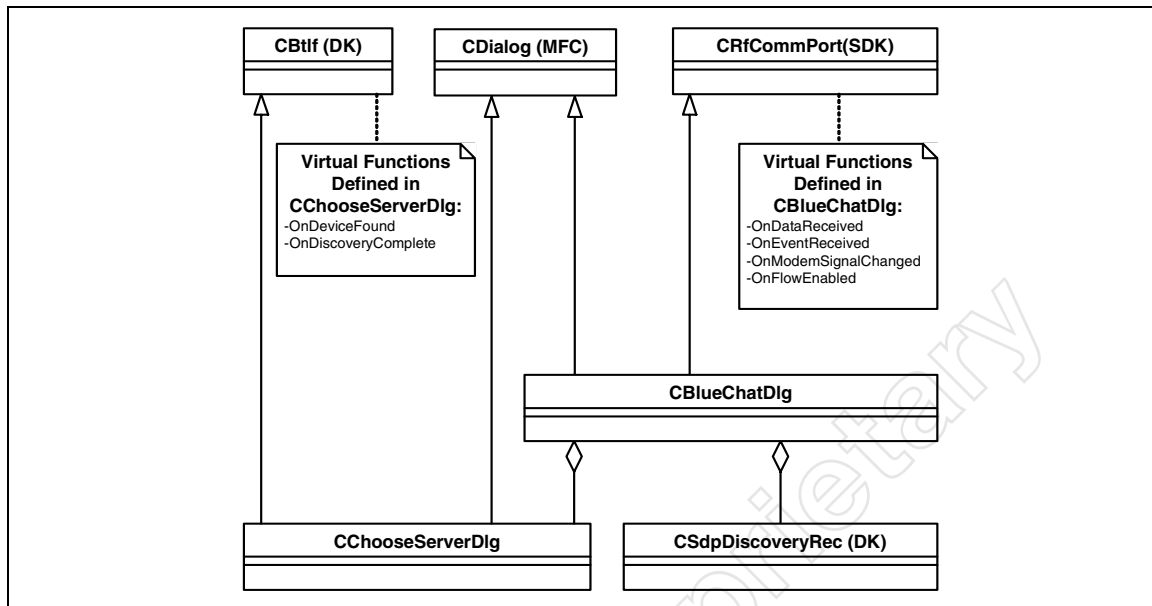 CBtIf (DK)
CDialog (MFC)
CRfCommPort(SDK)
Virtual Functions
Defined in
CChooseServerDlg:
-OnDeviceFound
-OnDiscoveryComplete
Virtual Functions
Defined in
CBlueChatDlg:
-OnDataReceived
-OnEventReceived
-OnModemSignalChanged
-OnFlowEnabled
CBlueChatDlg
CChooseServerDlg
CSdpDiscoveryRec (DK)
prietary